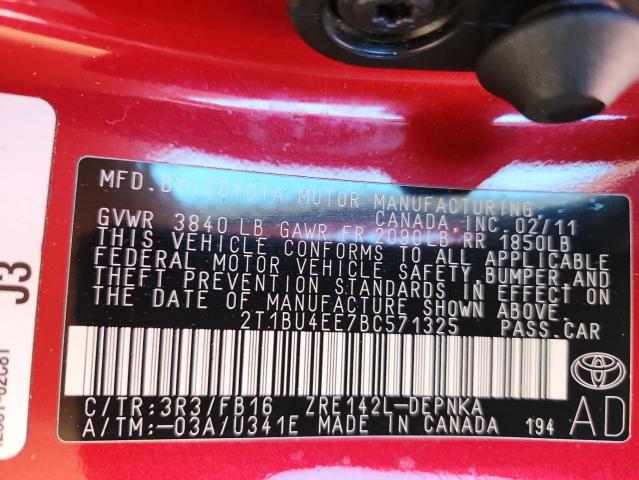 MFD. BY: TOYOTA MOTOR MANUFACTURING
CANADA, INC. 02/11
GVWR 3840 LB GAWR FR 2090LB RR 1850LB
THIS VEHICLE CONFORMS TO ALL APPLICABLE
FEDERAL MOTOR VEHICLE SAFETY, BUMPER, AND
THEFT PREVENTION STANDARDS IN EFFECT ON
THE DATE OF MANUFACTURE SHOWN ABOVE.
2T1BU4EE7BC571325 PASS.CAR
C/TR:3R3/FB16 ZRE142L-DEPNKA
A/TM:-03A/U341E MADE IN CANADA 194
AD
J3